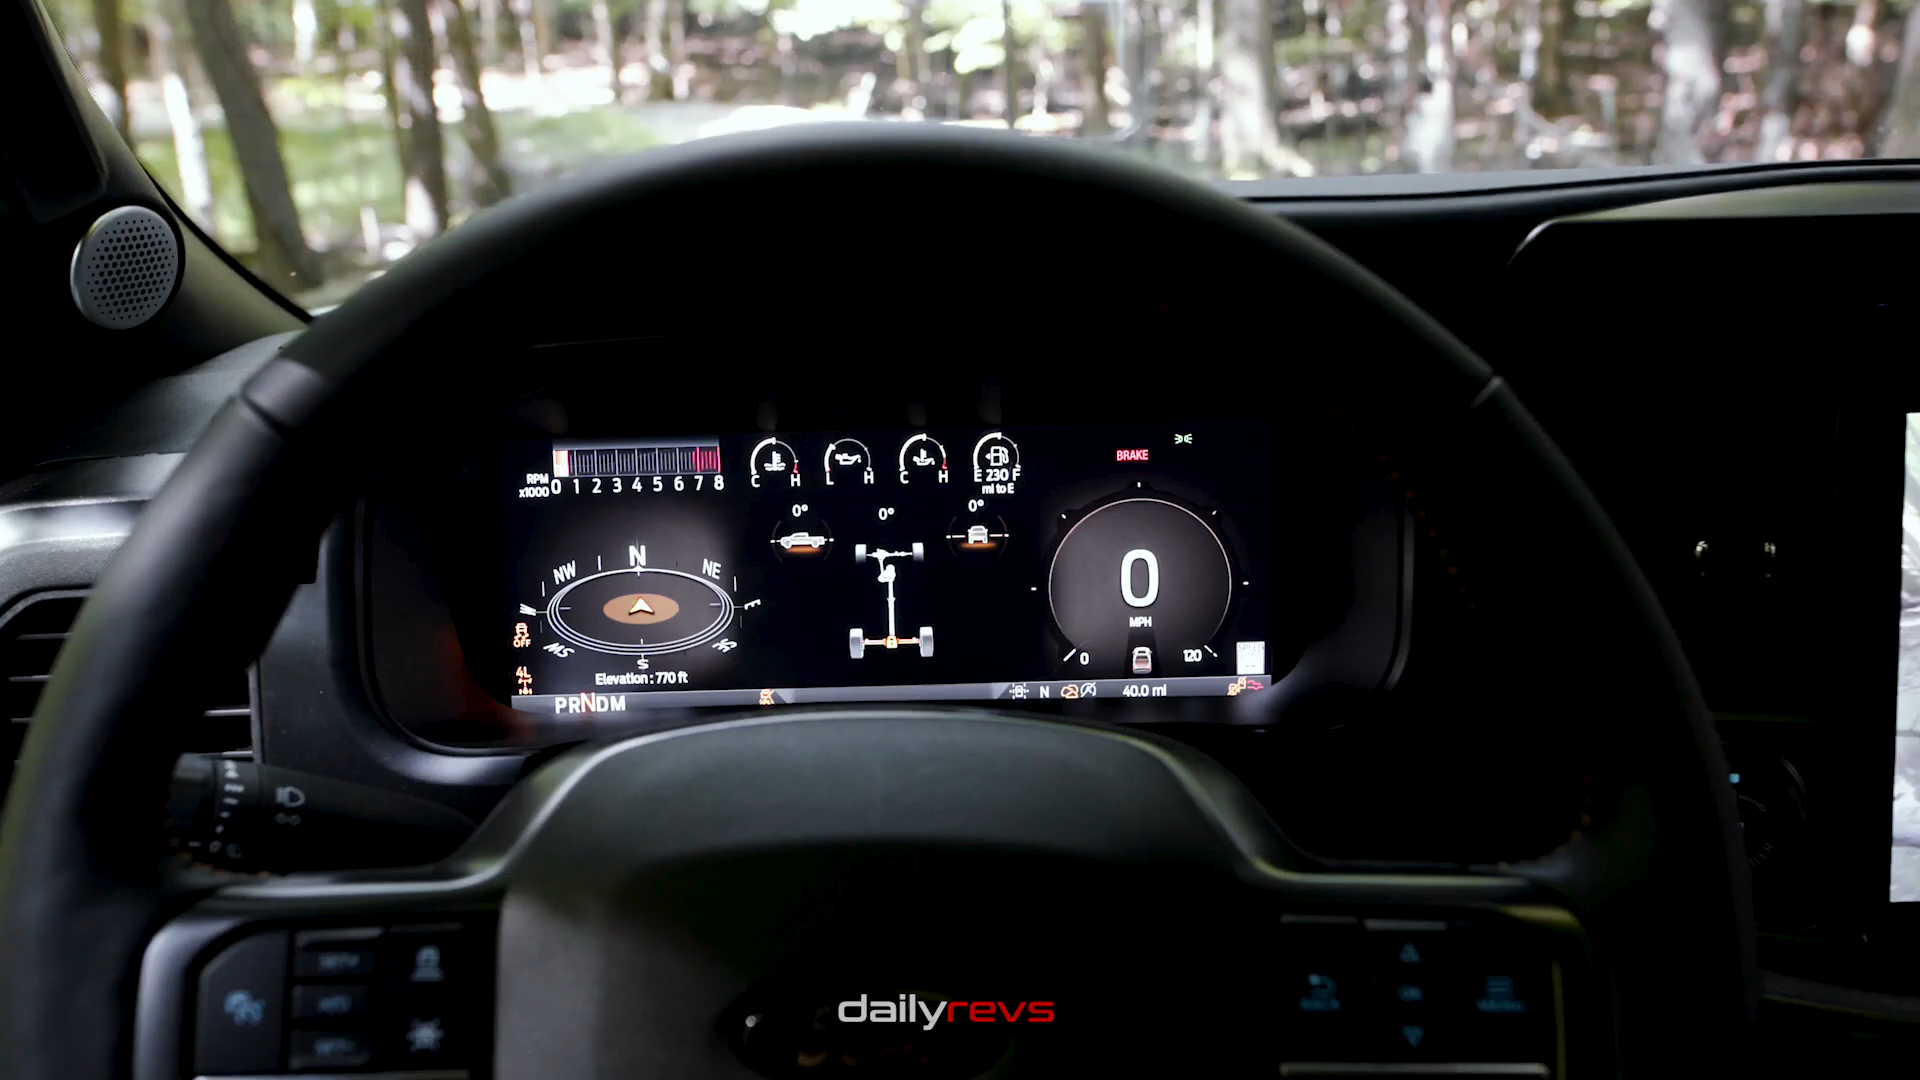 BRAKE
RPM
x1000
0 1 2 3 4 5 6 7 8
C H
L H
C H
E 230 F
mi to E
0°
0°
0°
N
NW
NE
W
E
SW
SE
S
OFF
4L
Elevation : 770 ft
0
MPH
0
120
PRNDM
N
40.0 mi
dailyrevs